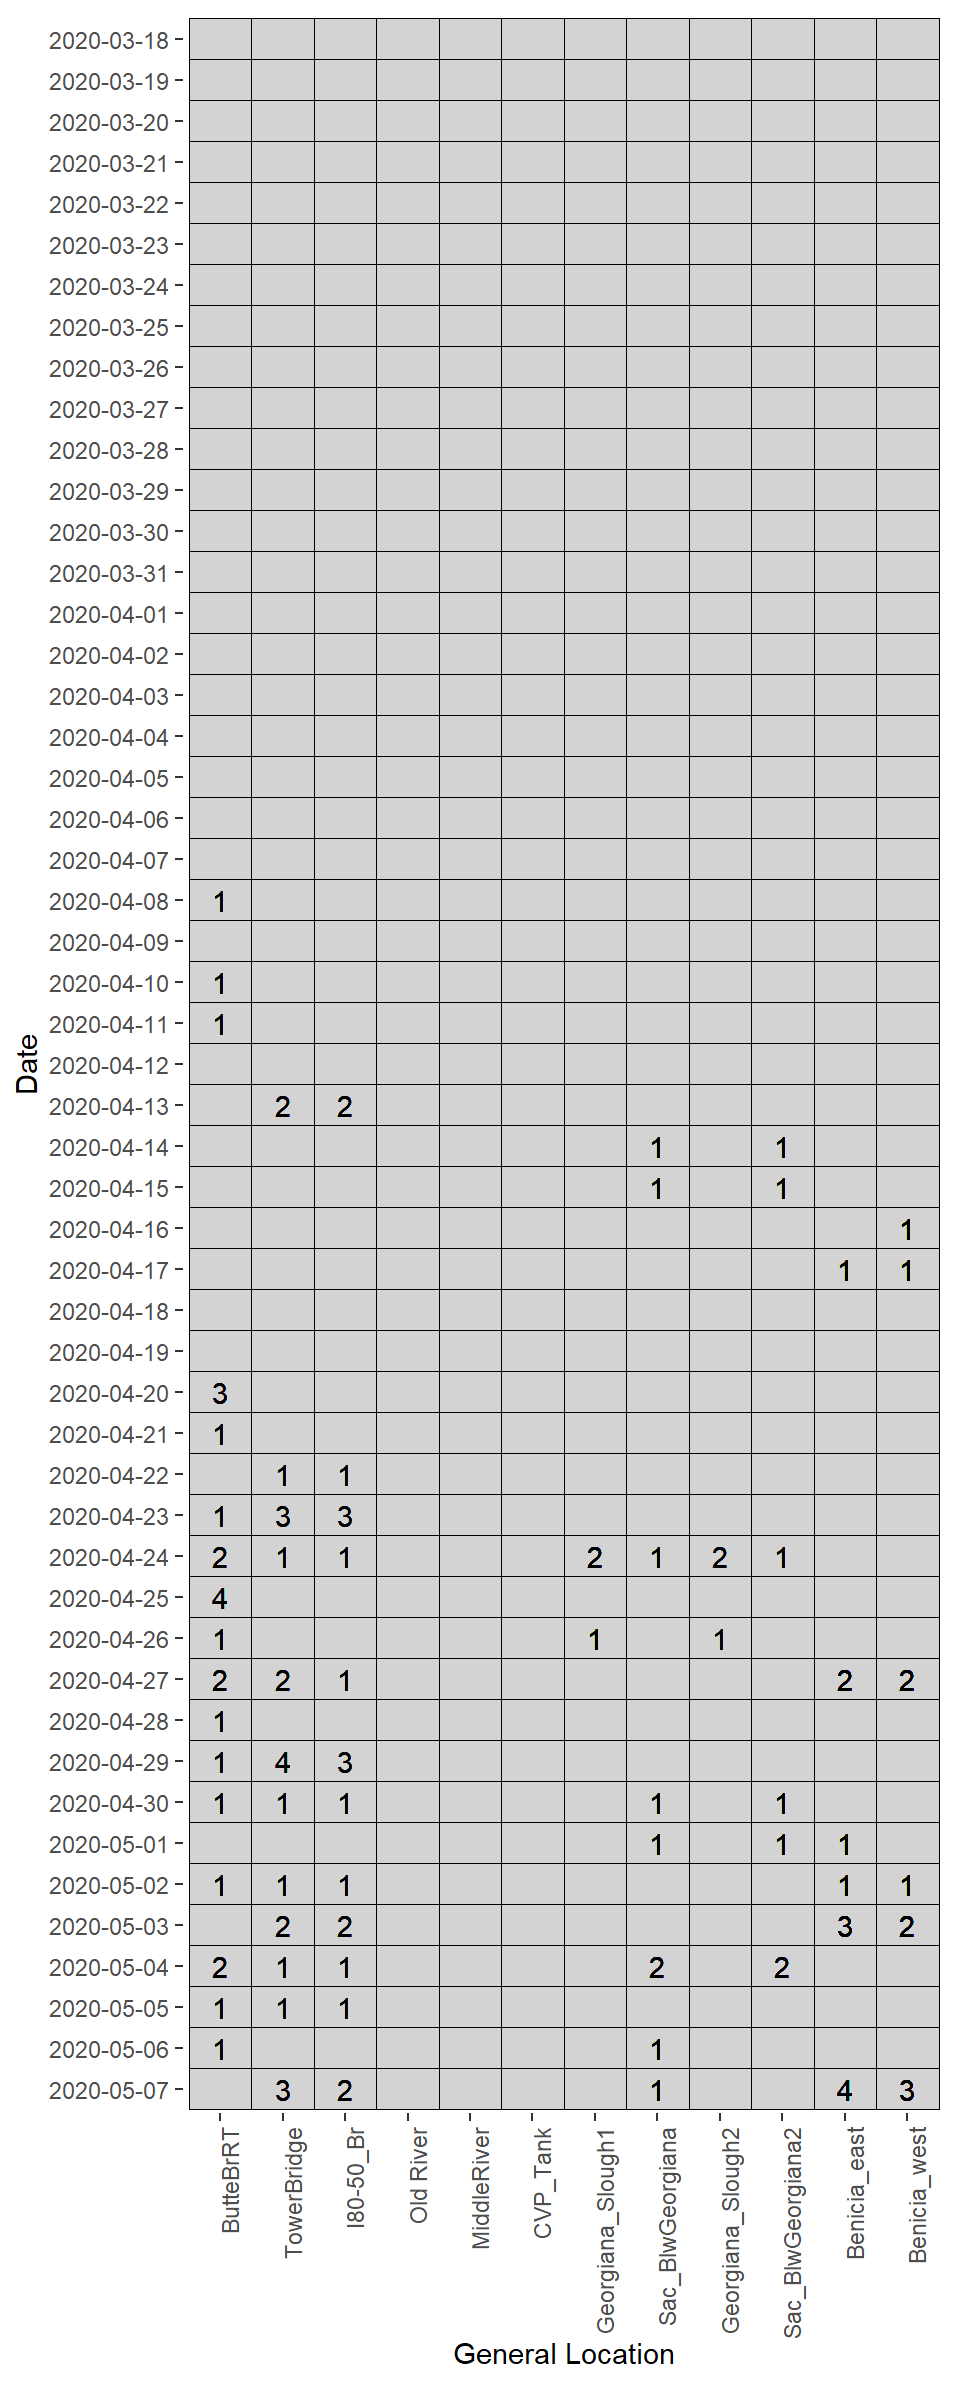 Date
2020-03-18
2020-03-19
2020-03-20
2020-03-21
2020-03-22
2020-03-23
2020-03-24
2020-03-25
2020-03-26
2020-03-27
2020-03-28
2020-03-29
2020-03-30
2020-03-31
2020-04-01
2020-04-02
2020-04-03
2020-04-04
2020-04-05
2020-04-06
2020-04-07
2020-04-08 1
2020-04-09
2020-04-10 1
2020-04-11 1
2020-04-12
2020-04-13 2 2
2020-04-14 1 1
2020-04-15 1 1
2020-04-16 1
2020-04-17 1 1
2020-04-18
2020-04-19
2020-04-20 3
2020-04-21 1
2020-04-22 1 1
2020-04-23 1 3 3
2020-04-24 2 1 1 2 1 2 1
2020-04-25 4
2020-04-26 1 1 1
2020-04-27 2 2 1 2 2
2020-04-28 1
2020-04-29 1 4 3
2020-04-30 1 1 1 1 1
2020-05-01 1 1 1
2020-05-02 1 1 1 1 1
2020-05-03 2 2 3 2
2020-05-04 2 1 1 2 2
2020-05-05 1 1 1
2020-05-06 1 1
2020-05-07 3 2 1 4 3
ButteBrRT
TowerBridge
I80-50_Br
Old River
MiddleRiver
CVP_Tank
Georgiana_Slough1
Sac_BlwGeorgiana
Georgiana_Slough2
Sac_BlwGeorgiana2
Benicia_east
Benicia_west
General Location